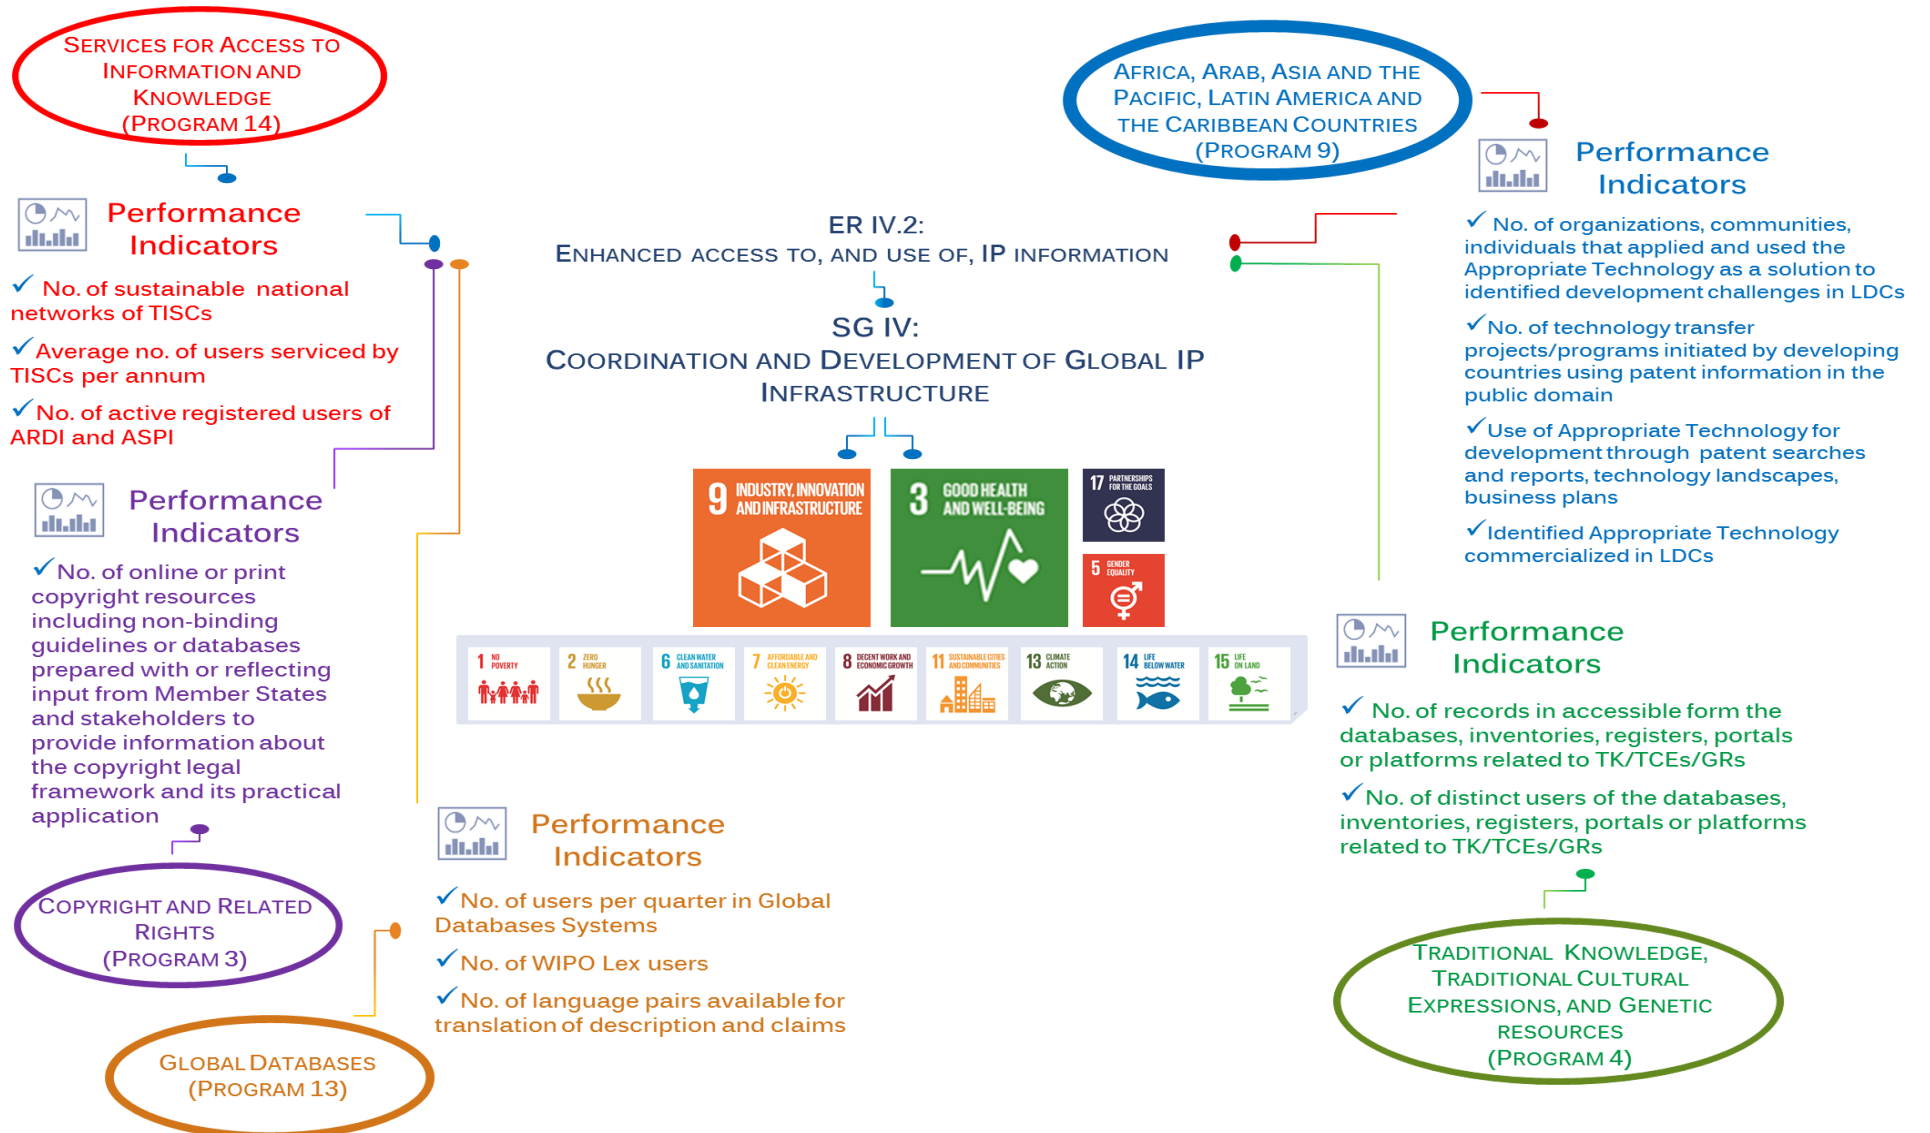 SERVICES FOR ACCESS TO
INFORMATION AND
KNOWLEDGE
(PROGRAM 14)
Performance
Indicators
✓ No. of sustainable national
networks of TISCs
✓Average no. of users serviced by
TISCs per annum
✓No. of active registered users of
ARDI and ASPI
Performance
Indicators
✓No. of online or print
copyright resources
including non-binding
guidelines or databases
prepared with or reflecting
input from Member States
and stakeholders to
provide information about
the copyright legal
framework and its practical
application
COPYRIGHT AND RELATED
RIGHTS
(PROGRAM 3)
GLOBAL DATABASES
(PROGRAM 13)
Performance
Indicators
✓No. of users per quarter in Global
Databases Systems
✓No. of WIPO Lex users
✓No. of language pairs available for
translation of description and claims
ER IV.2:
ENHANCED ACCESS TO, AND USE OF, IP INFORMATION
SG IV:
COORDINATION AND DEVELOPMENT OF GLOBAL IP
INFRASTRUCTURE
9 INDUSTRY, INNOVATION
AND INFRASTRUCTURE
3 GOOD HEALTH
AND WELL-BEING
17 PARTNERSHIPS
FOR THE GOALS
5 GENDER
EQUALITY
1 NO
POVERTY
2 ZERO
HUNGER
6 CLEAN WATER
AND SANITATION
7 AFFORDABLE AND
CLEAN ENERGY
8 DECENT WORK AND
ECONOMIC GROWTH
11 SUSTAINABLE CITIES
AND COMMUNITIES
13 CLIMATE
ACTION
14 LIFE
BELOW WATER
15 LIFE
ON LAND
AFRICA, ARAB, ASIA AND THE
PACIFIC, LATIN AMERICA AND
THE CARIBBEAN COUNTRIES
(PROGRAM 9)
Performance
Indicators
✓ No. of organizations, communities,
individuals that applied and used the
Appropriate Technology as a solution to
identified development challenges in LDCs
✓No. of technology transfer
projects/programs initiated by developing
countries using patent information in the
public domain
✓Use of Appropriate Technology for
development through patent searches
and reports, technology landscapes,
business plans
✓Identified Appropriate Technology
commercialized in LDCs
Performance
Indicators
✓ No. of records in accessible form the
databases, inventories, registers, portals
or platforms related to TK/TCEs/GRs
✓No. of distinct users of the databases,
inventories, registers, portals or platforms
related to TK/TCEs/GRs
TRADITIONAL KNOWLEDGE,
TRADITIONAL CULTURAL
EXPRESSIONS, AND GENETIC
RESOURCES
(PROGRAM 4)